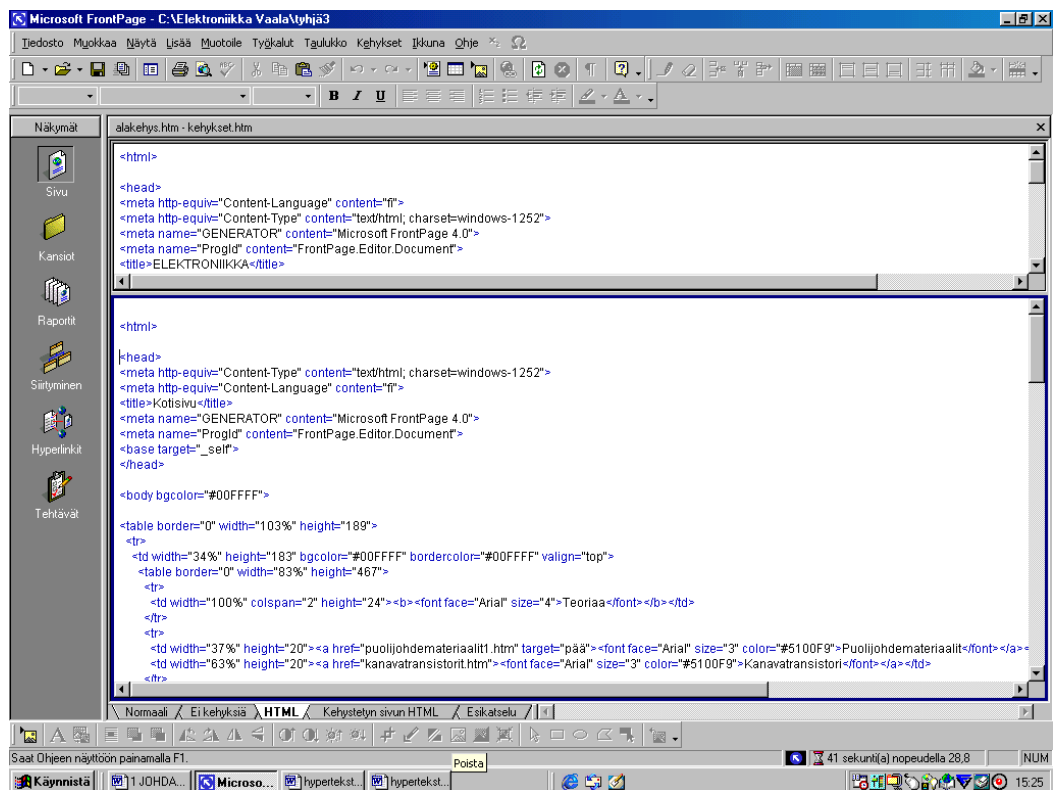 Microsoft FrontPage - C:\Elektroniikka Vaala\tyhjä3
Tiedosto Muokkaa Näytä Lisää Muotoile Työkalut Taulukko Kehykset Ikkuna Ohje ×₂ Ω
B I U
Näkymät
alakehys.htm - kehykset.htm
Sivu
Kansiot
Raportit
Siirtyminen
Hyperlinkit
Tehtävät
<html>
<head>
<meta http-equiv="Content-Language" content="fi">
<meta http-equiv="Content-Type" content="text/html; charset=windows-1252">
<meta name="GENERATOR" content="Microsoft FrontPage 4.0">
<meta name="ProgId" content="FrontPage.Editor.Document">
<title>ELEKTRONIIKKA</title>
<html>
<head>
<meta http-equiv="Content-Type" content="text/html; charset=windows-1252">
<meta http-equiv="Content-Language" content="fi">
<title>Kotisivu</title>
<meta name="GENERATOR" content="Microsoft FrontPage 4.0">
<meta name="ProgId" content="FrontPage.Editor.Document">
<base target="_self">
</head>
<body bgcolor="#00FFFF">
<table border="0" width="103%" height="189">
<tr>
<td width="34%" height="183" bgcolor="#00FFFF" bordercolor="#00FFFF" valign="top">
<table border="0" width="83%" height="467">
<tr>
<td width="100%" colspan="2" height="24"><b><font face="Arial" size="4">Teoriaa</font></b></td>
</tr>
<tr>
<td width="37%" height="20"><a href="puolijohdemateriaalit1.htm" target="pää"><font face="Arial" size="3" color="#5100F9">Puolijohdemateriaalit</font></a><
<td width="63%" height="20"><a href="kanavatransistorit.htm"><font face="Arial" size="3" color="#5100F9">Kanavatransistori</font></a></td>
</tr>
Normaali Ei kehyksiä HTML Kehystetyn sivun HTML Esikatselu
Saat Ohjeen näyttöön painamalla F1.
Poista
41 sekunti(a) nopeudella 28,8
NUM
Käynnistä
1 JOHDA...
Microso...
hypertekst...
hypertekst...
15:25